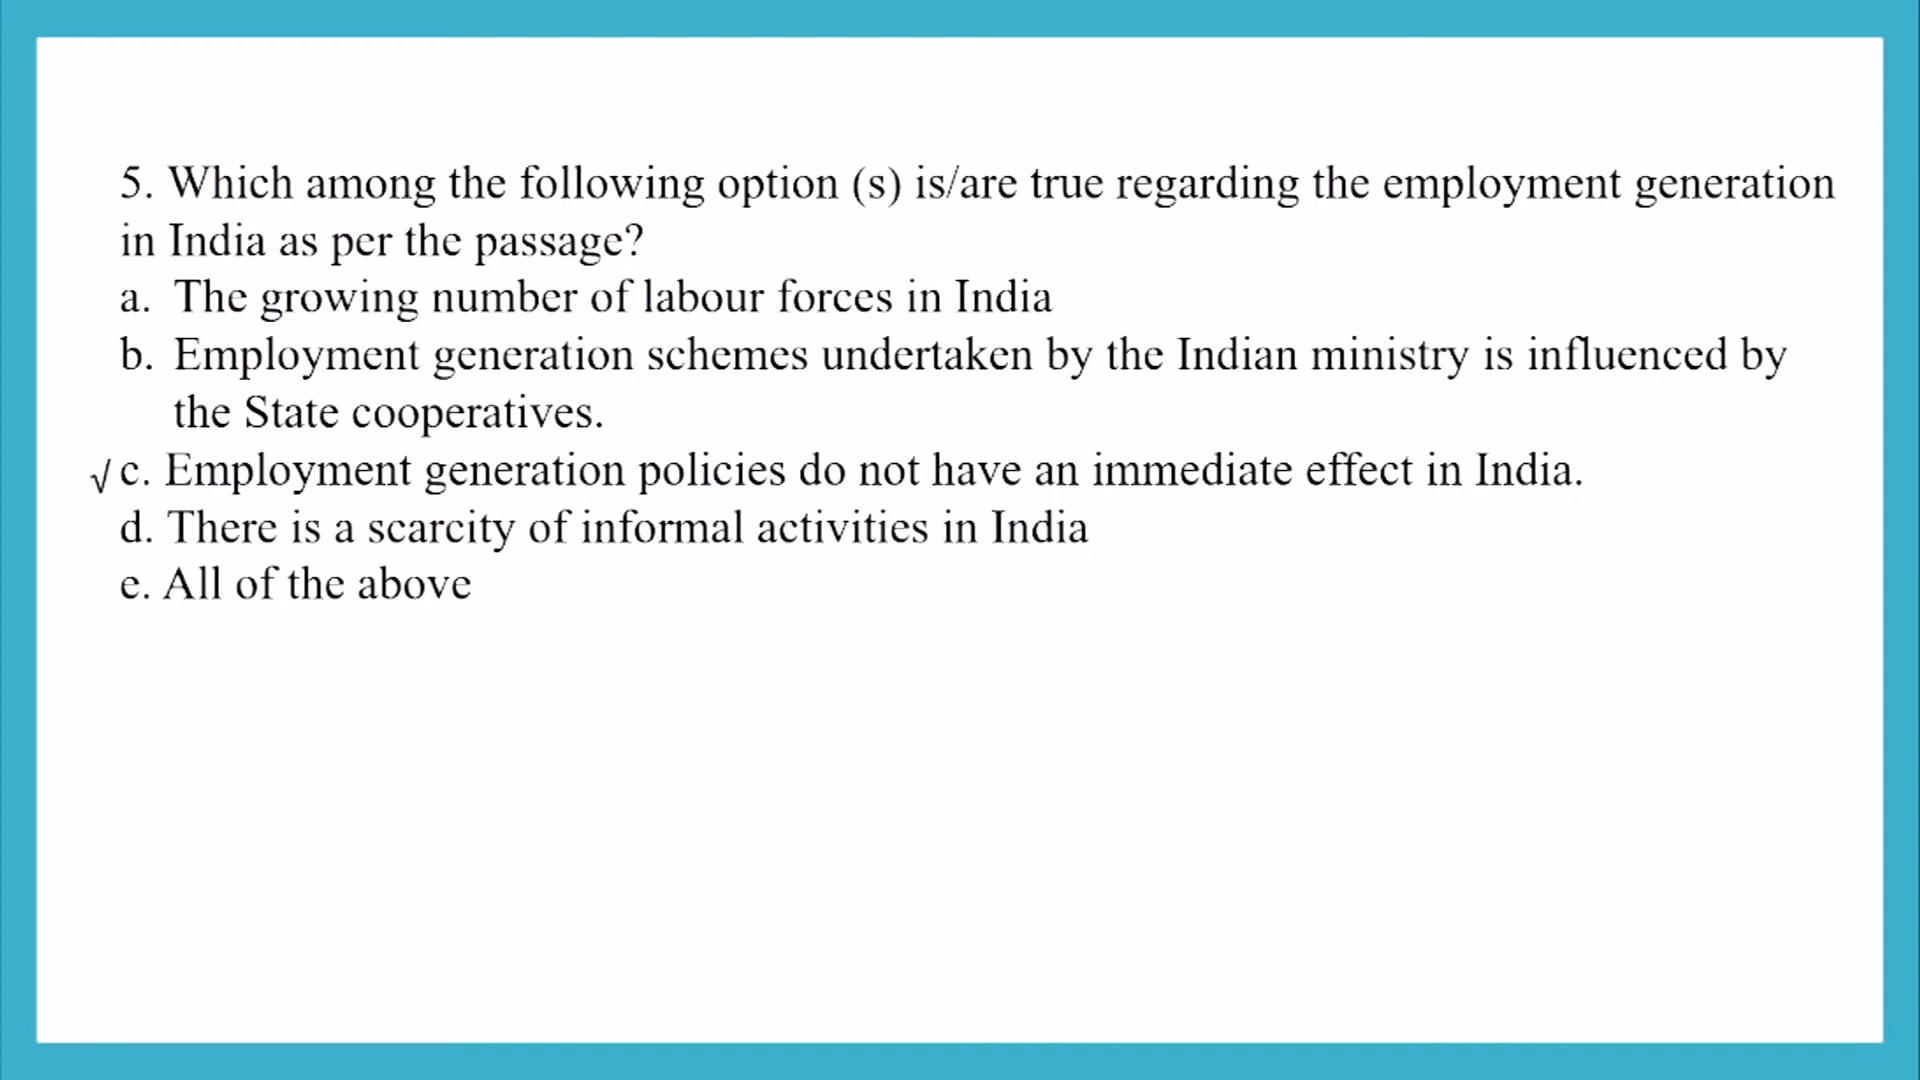 5. Which among the following option (s) is/are true regarding the employment generation
in India as per the passage?
a. The growing number of labour forces in India
b. Employment generation schemes undertaken by the Indian ministry is influenced by
the State cooperatives.
√ c. Employment generation policies do not have an immediate effect in India.
d. There is a scarcity of informal activities in India
e. All of the above